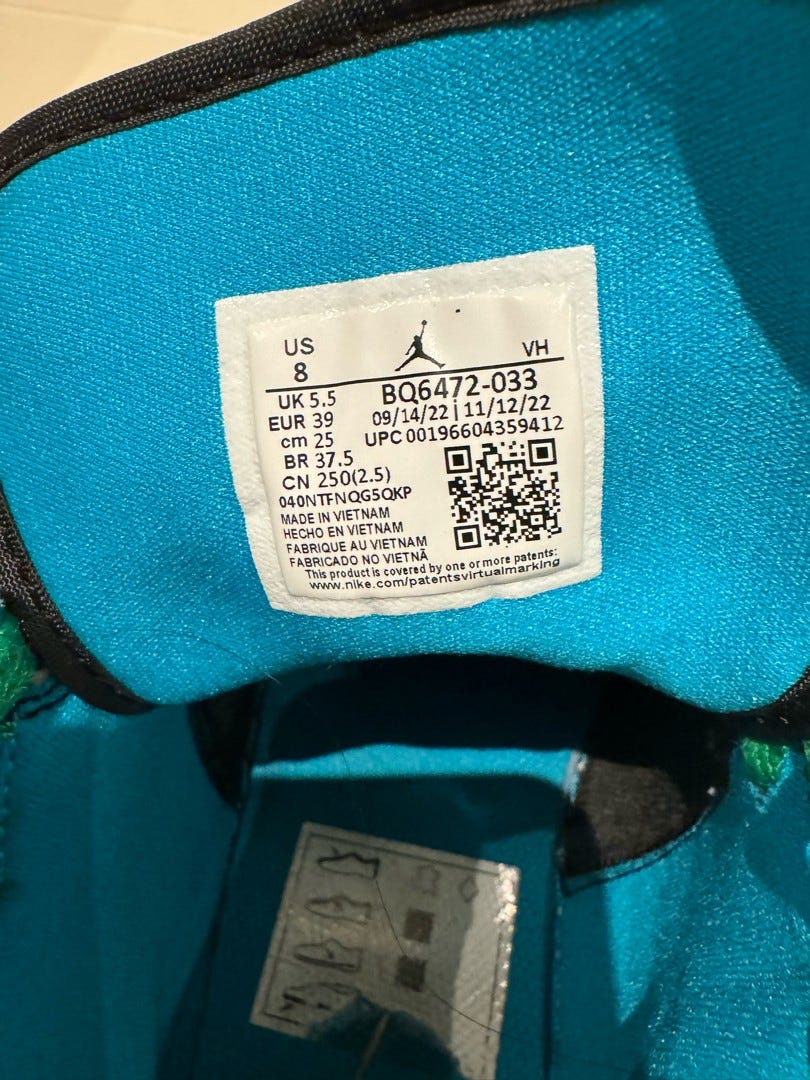 US
8
VH
BQ6472-033
UK 5.5
09/14/22 | 11/12/22
EUR 39
UPC 00196604359412
cm 25
BR 37.5
CN 250(2.5)
040NTFNQG5QKP
MADE IN VIETNAM
HECHO EN VIETNAM
FABRIQUE AU VIETNAM
FABRICADO NO VIETNÃ
This product is covered by one or more patents:
www.nike.com/patentsvirtualmarking